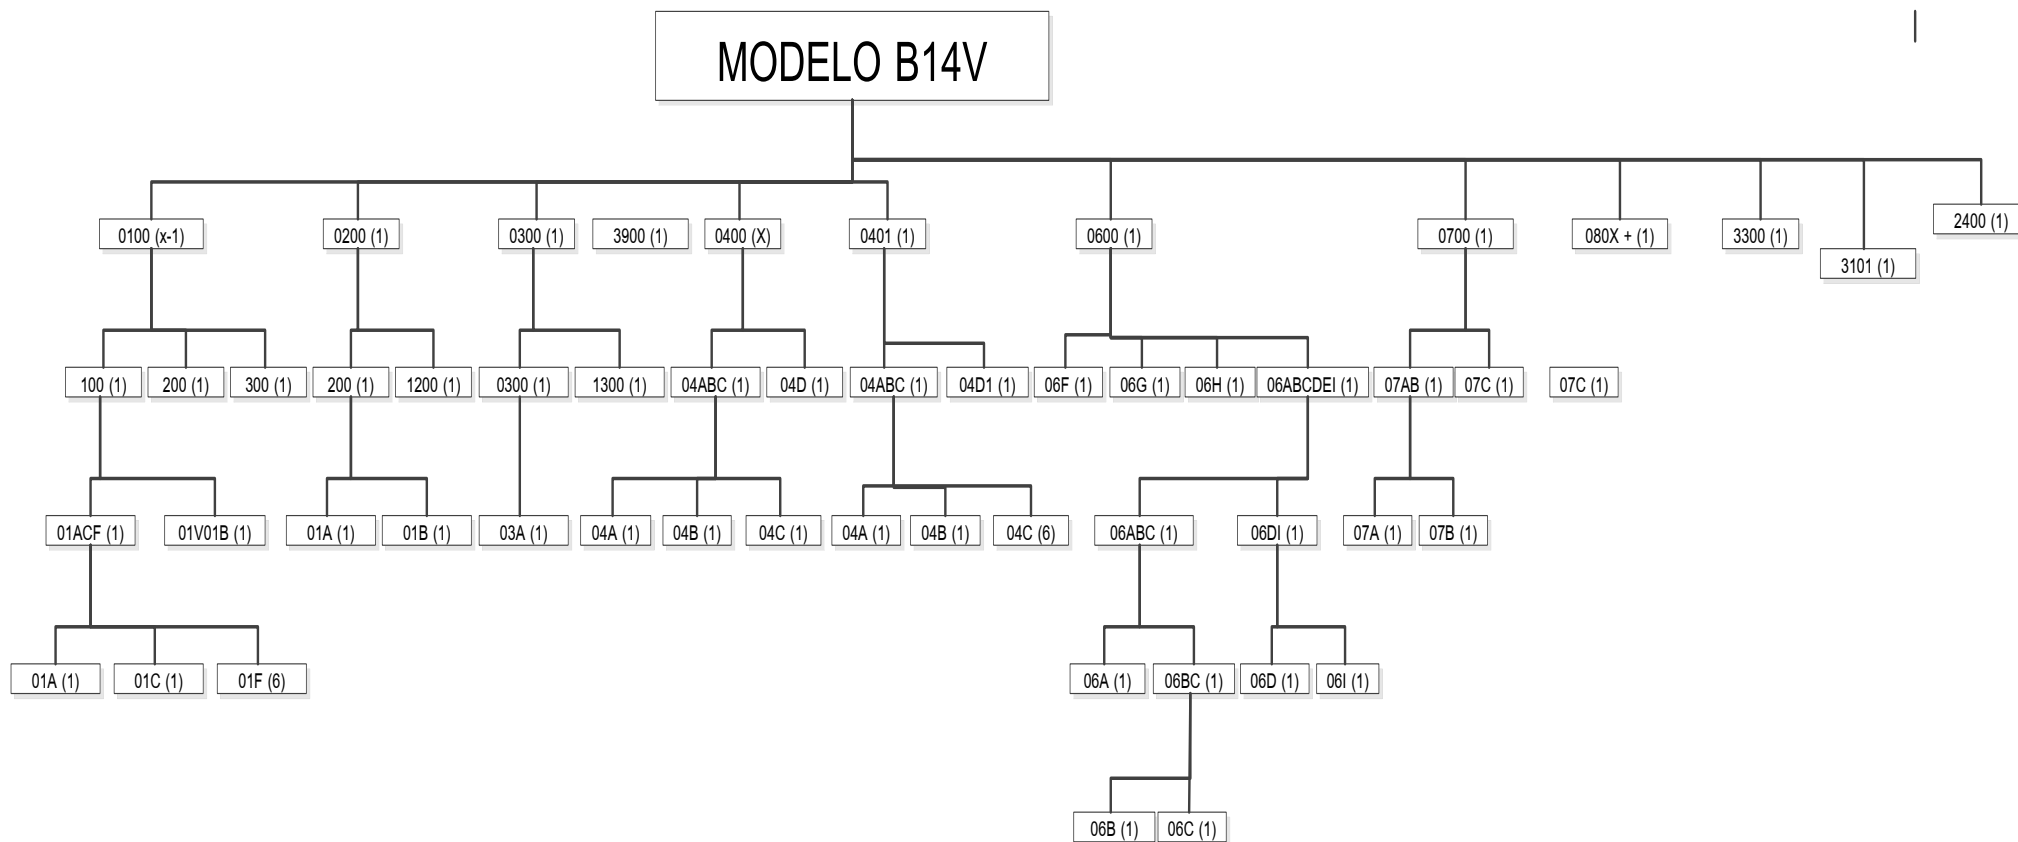 MODELO B14V
0100 (x-1)
0200 (1)
0300 (1)
3900 (1)
0400 (X)
0401 (1)
0600 (1)
0700 (1)
080X + (1)
3300 (1)
3101 (1)
2400 (1)
100 (1)
200 (1)
300 (1)
200 (1)
1200 (1)
0300 (1)
1300 (1)
04ABC (1)
04D (1)
04ABC (1)
04D1 (1)
06F (1)
06G (1)
06H (1)
06ABCDEI (1)
07AB (1)
07C (1)
07C (1)
01ACF (1)
01V01B (1)
01A (1)
01B (1)
03A (1)
04A (1)
04B (1)
04C (1)
04A (1)
04B (1)
04C (6)
06ABC (1)
06DI (1)
07A (1)
07B (1)
01A (1)
01C (1)
01F (6)
06A (1)
06BC (1)
06D (1)
06I (1)
06B (1)
06C (1)